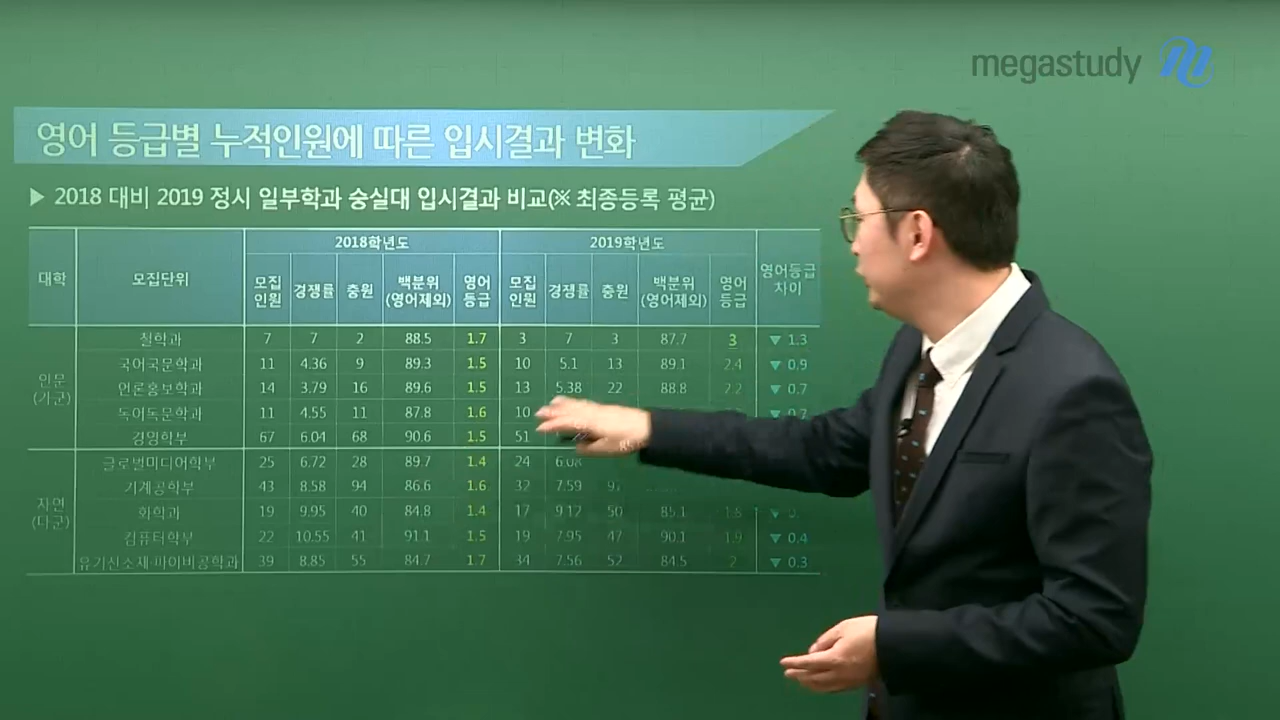 megastudy
영어 등급별 누적인원에 따른 입시결과 변화
▶ 2018 대비 2019 정시 일부학과 숭실대 입시결과 비교(※ 최종등록 평균)
대학 모집단위 2018학년도 2019학년도 영어등급 차이
모집인원 경쟁률 충원 백분위(영어제외) 영어등급 모집인원 경쟁률 충원 백분위(영어제외) 영어등급
인문(가군)
철학과 7 7 2 88.5 1.7 3 7 3 87.7 3 ▼ 1.3
국어국문학과 11 4.36 9 89.3 1.5 10 5.1 13 89.1 2.4 ▼ 0.9
언론홍보학과 14 3.79 16 89.6 1.5 13 5.38 22 88.8 2.2 ▼ 0.7
독어독문학과 11 4.55 11 87.8 1.6 10 ▼
경영학부 67 6.04 68 90.6 1.5 51
자연(다군)
글로벌미디어학부 25 6.72 28 89.7 1.4 24
기계공학부 43 8.58 94 86.6 1.6 32 7.59
화학과 19 9.95 40 84.8 1.4 17 9.12 50 85.1 1.8 ▼
컴퓨터학부 22 10.55 41 91.1 1.5 19 7.95 47 90.1 1.9 ▼ 0.4
유기신소재·파이버공학과 39 8.85 55 84.7 1.7 34 7.56 52 84.5 2 ▼ 0.3